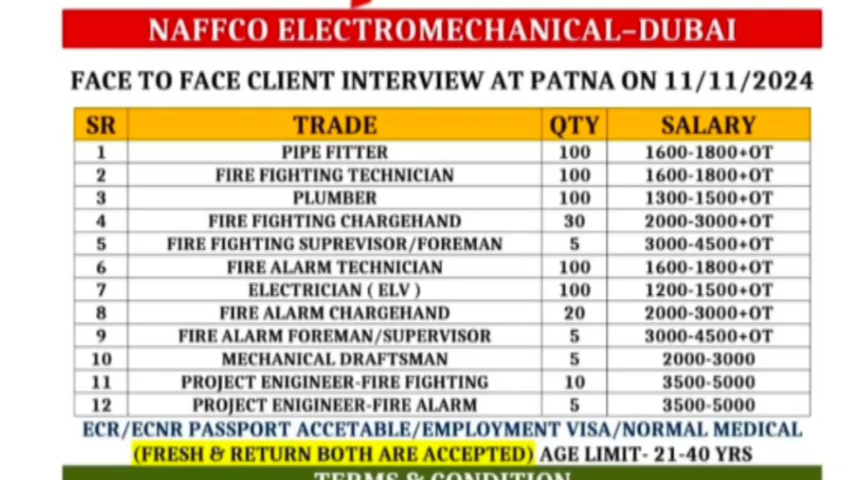 NAFFCO ELECTROMECHANICAL–DUBAI
FACE TO FACE CLIENT INTERVIEW AT PATNA ON 11/11/2024
SR TRADE QTY SALARY
1 PIPE FITTER 100 1600-1800+OT
2 FIRE FIGHTING TECHNICIAN 100 1600-1800+OT
3 PLUMBER 100 1300-1500+OT
4 FIRE FIGHTING CHARGEHAND 30 2000-3000+OT
5 FIRE FIGHTING SUPREVISOR/FOREMAN 5 3000-4500+OT
6 FIRE ALARM TECHNICIAN 100 1600-1800+OT
7 ELECTRICIAN ( ELV ) 100 1200-1500+OT
8 FIRE ALARM CHARGEHAND 20 2000-3000+OT
9 FIRE ALARM FOREMAN/SUPERVISOR 5 3000-4500+OT
10 MECHANICAL DRAFTSMAN 5 2000-3000
11 PROJECT ENIGINEER-FIRE FIGHTING 10 3500-5000
12 PROJECT ENIGINEER-FIRE ALARM 5 3500-5000
ECR/ECNR PASSPORT ACCETABLE/EMPLOYMENT VISA/NORMAL MEDICAL
(FRESH & RETURN BOTH ARE ACCEPTED) AGE LIMIT- 21-40 YRS
TERMS & CONDITION